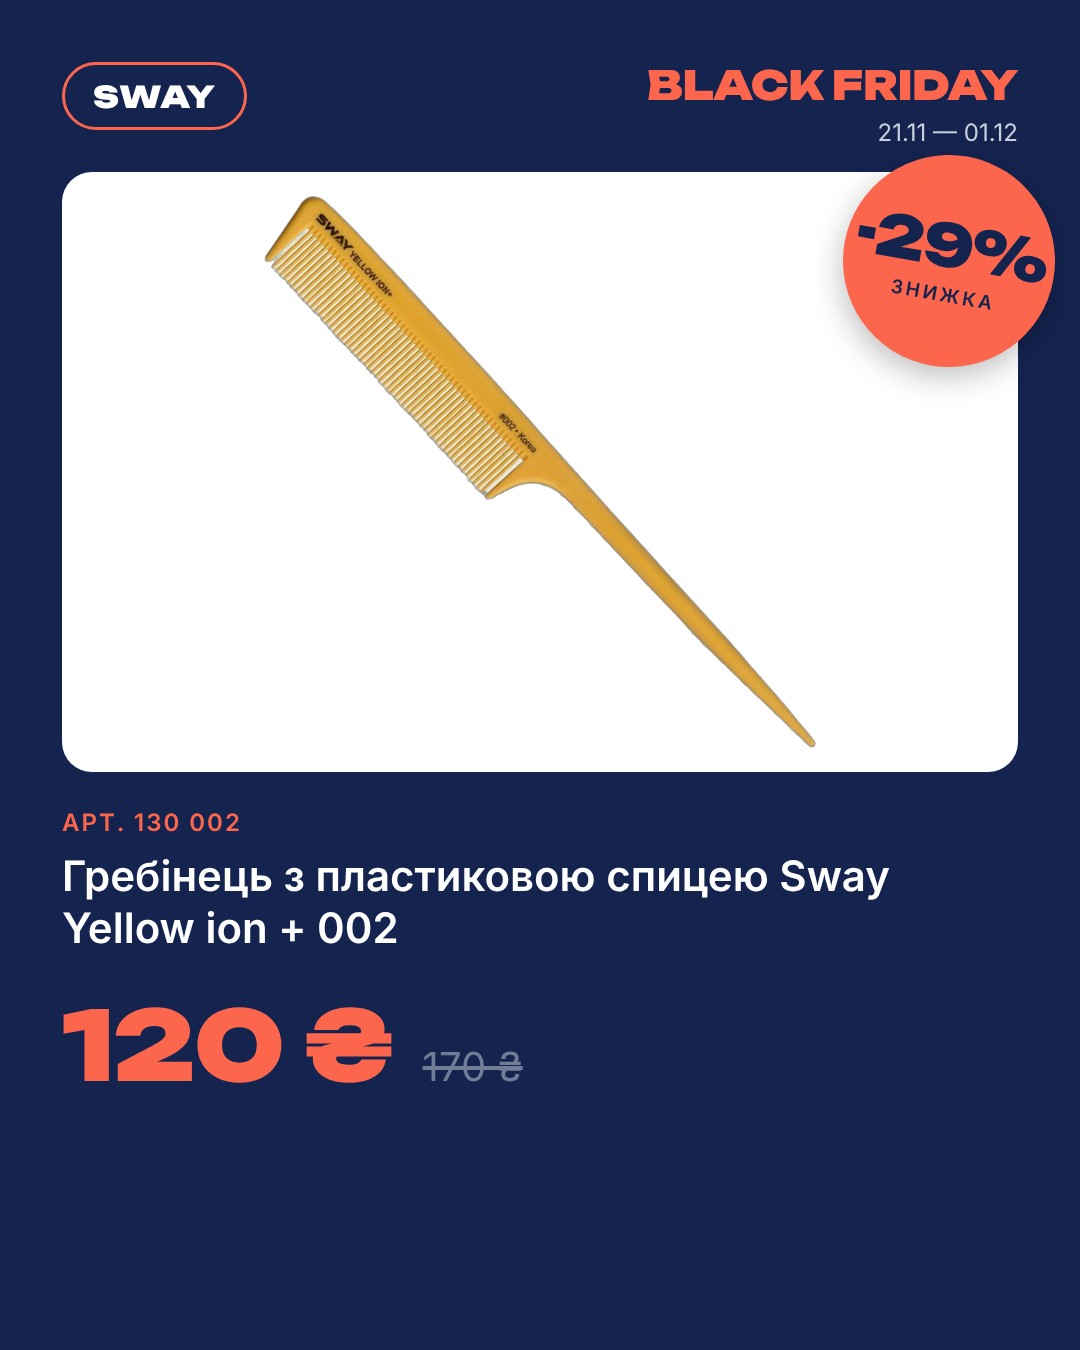 SWAY
BLACK FRIDAY
21.11 — 01.12
-29%
ЗНИЖКА
SWAY YELLOW ION+
#002 • Korea
АРТ. 130 002
Гребінець з пластиковою спицею Sway
Yellow ion + 002
120 ₴ 170 ₴